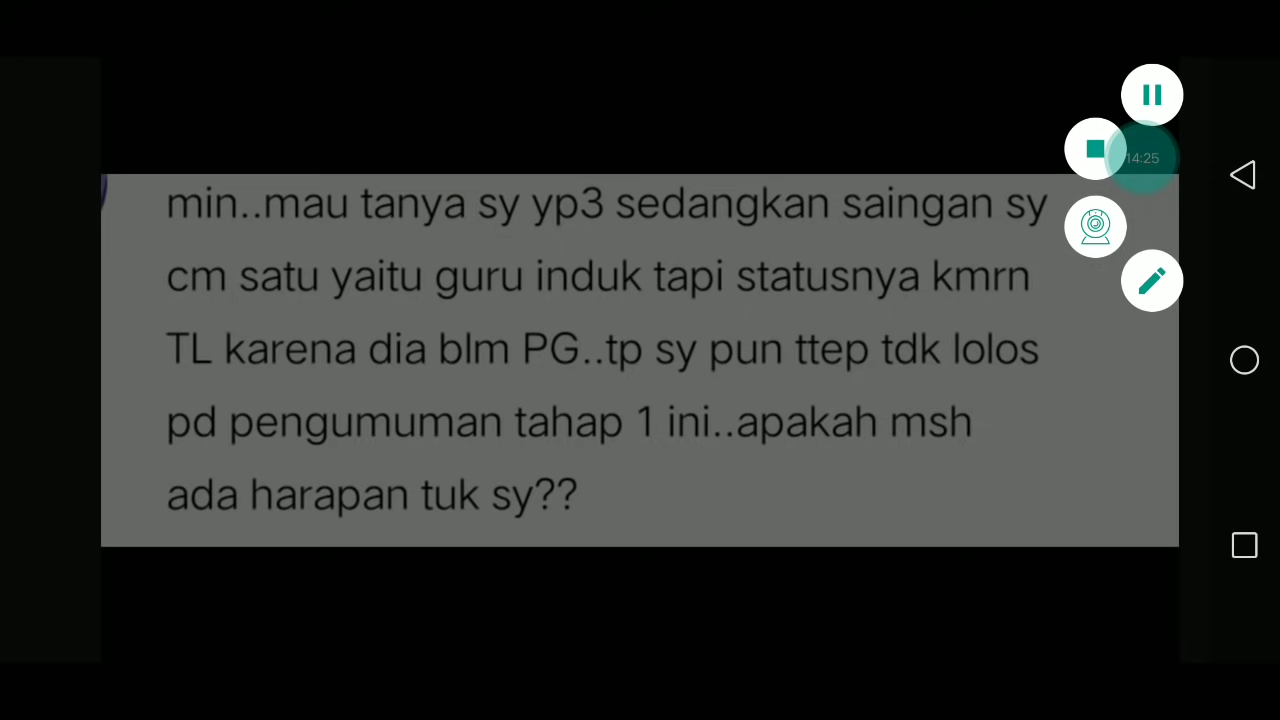 14:25
min..mau tanya sy yp3 sedangkan saingan sy
cm satu yaitu guru induk tapi statusnya kmrn
TL karena dia blm PG..tp sy pun ttep tdk lolos
pd pengumuman tahap 1 ini..apakah msh
ada harapan tuk sy??